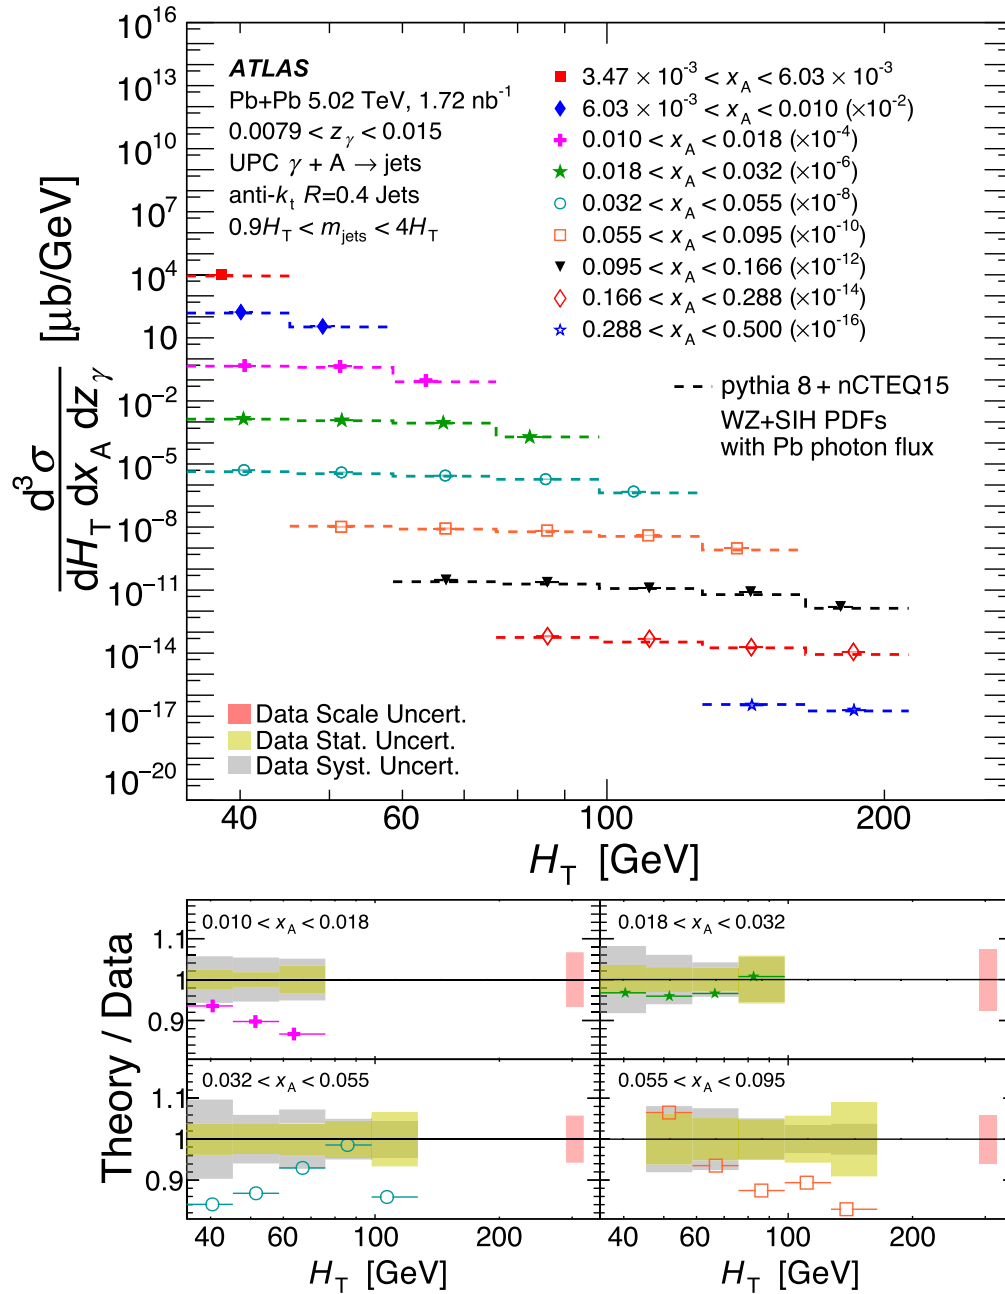 10^16
10^13
10^10
10^7
10^4
10
10^−2
10^−5
10^−8
10^−11
10^−14
10^−17
10^−20
d³σ / dH_T dx_A dz_γ [μb/GeV]
ATLAS
Pb+Pb 5.02 TeV, 1.72 nb^-1
0.0079 < z_γ < 0.015
UPC γ + A → jets
anti-k_t R=0.4 Jets
0.9H_T < m_jets < 4H_T
3.47 × 10^-3 < x_A < 6.03 × 10^-3
6.03 × 10^-3 < x_A < 0.010 (×10^-2)
0.010 < x_A < 0.018 (×10^-4)
0.018 < x_A < 0.032 (×10^-6)
0.032 < x_A < 0.055 (×10^-8)
0.055 < x_A < 0.095 (×10^-10)
0.095 < x_A < 0.166 (×10^-12)
0.166 < x_A < 0.288 (×10^-14)
0.288 < x_A < 0.500 (×10^-16)
pythia 8 + nCTEQ15
WZ+SIH PDFs
with Pb photon flux
Data Scale Uncert.
Data Stat. Uncert.
Data Syst. Uncert.
40 60 100 200
H_T [GeV]
Theory / Data
0.010 < x_A < 0.018
0.018 < x_A < 0.032
1.1
1
0.9
0.032 < x_A < 0.055
0.055 < x_A < 0.095
1.1
1
0.9
40 60 100 200
40 60 100 200
H_T [GeV]
H_T [GeV]